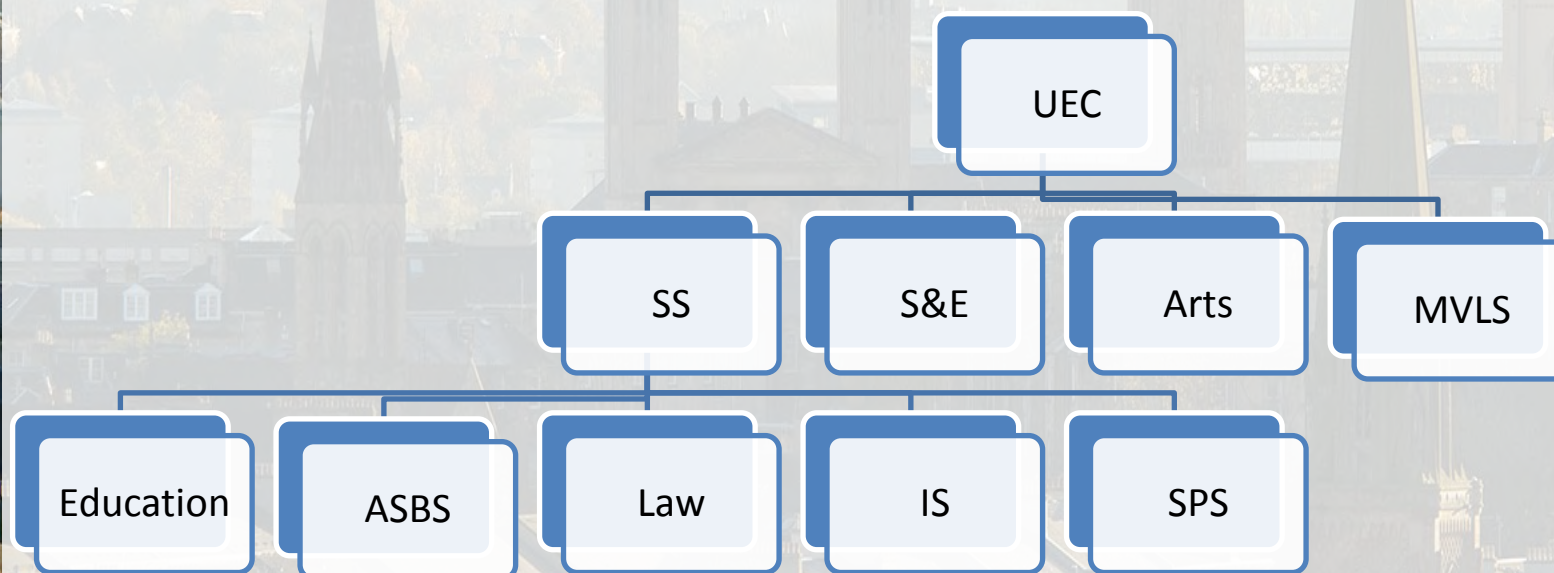 UEC
SS
S&E
Arts
MVLS
Education
ASBS
Law
IS
SPS